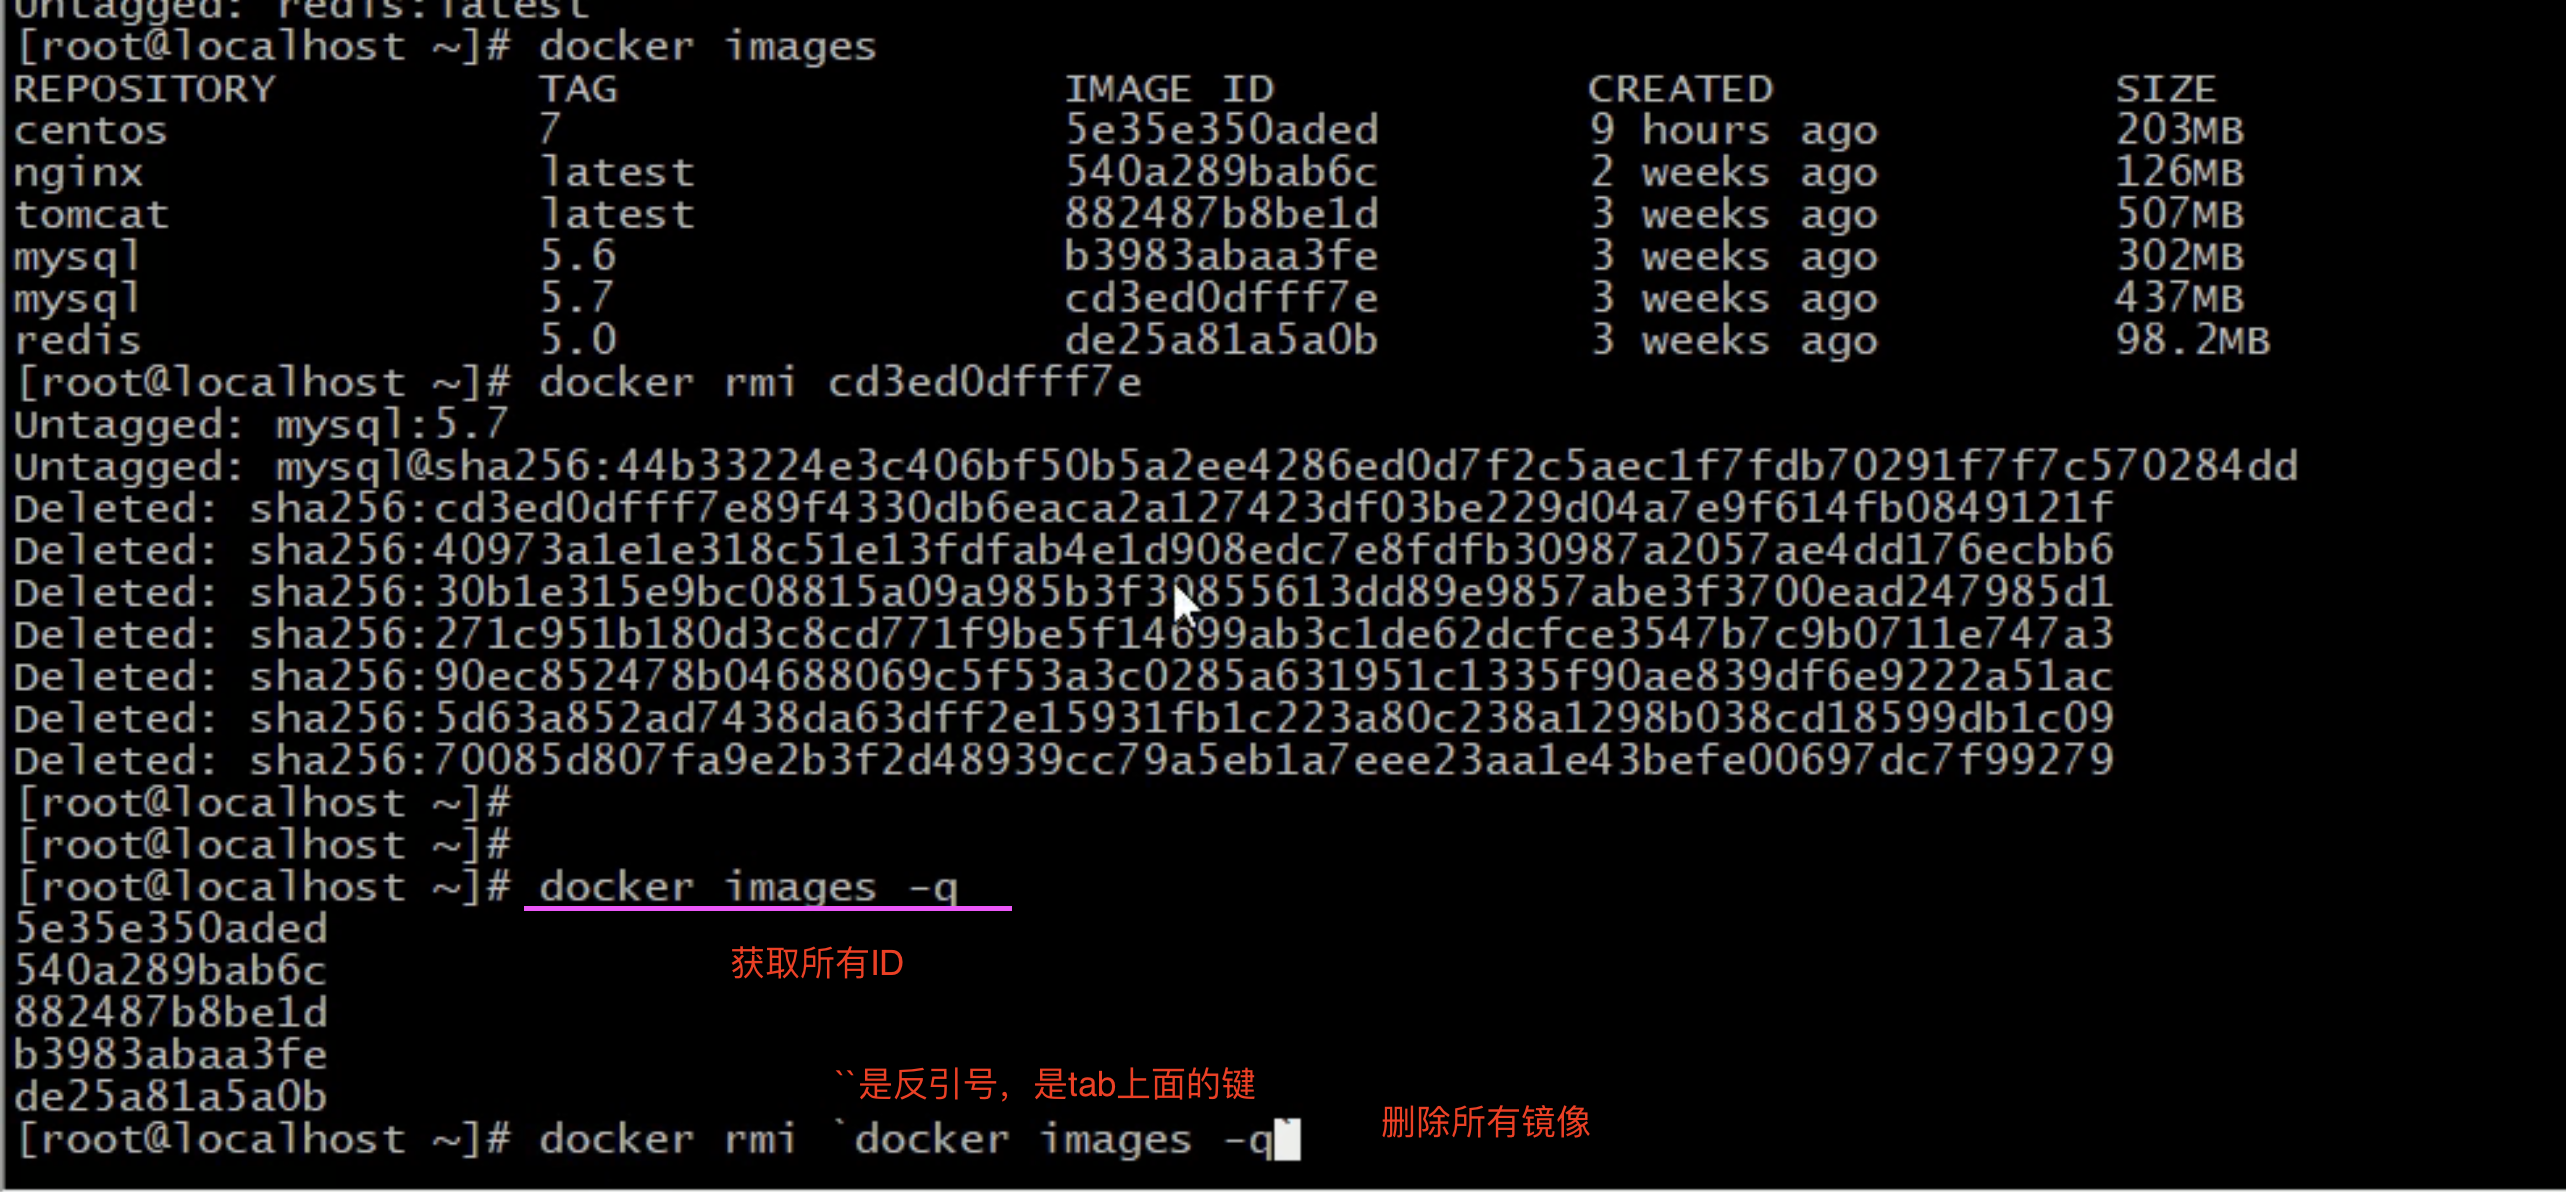 Untagged: redis:latest
[root@localhost ~]# docker images
REPOSITORY TAG IMAGE ID CREATED SIZE
centos 7 5e35e350aded 9 hours ago 203MB
nginx latest 540a289bab6c 2 weeks ago 126MB
tomcat latest 882487b8be1d 3 weeks ago 507MB
mysql 5.6 b3983abaa3fe 3 weeks ago 302MB
mysql 5.7 cd3ed0dfff7e 3 weeks ago 437MB
redis 5.0 de25a81a5a0b 3 weeks ago 98.2MB
[root@localhost ~]# docker rmi cd3ed0dfff7e
Untagged: mysql:5.7
Untagged: mysql@sha256:44b33224e3c406bf50b5a2ee4286ed0d7f2c5aec1f7fdb70291f7f7c570284dd
Deleted: sha256:cd3ed0dfff7e89f4330db6eaca2a127423df03be229d04a7e9f614fb0849121f
Deleted: sha256:40973a1e1e318c51e13fdfab4e1d908edc7e8fdfb30987a2057ae4dd176ecbb6
Deleted:
Deleted: sha256:271c951b180d3c8cd771f9be5f14699ab3c1de62dcfce3547b7c9b0711e747a3
Deleted: sha256:90ec852478b04688069c5f53a3c0285a631951c1335f90ae839df6e9222a51ac
Deleted: sha256:5d63a852ad7438da63dff2e15931fb1c223a80c238a1298b038cd18599db1c09
Deleted: sha256:70085d807fa9e2b3f2d48939cc79a5eb1a7eee23aa1e43befe00697dc7f99279
[root@localhost ~]#
[root@localhost ~]#
[root@localhost ~]# docker images -q
5e35e350aded
获取所有ID
540a289bab6c
882487b8be1d
b3983abaa3fe
``是反引号，是tab上面的键
de25a81a5a0b
删除所有镜像
[root@localhost ~]# docker rmi `docker images -q`